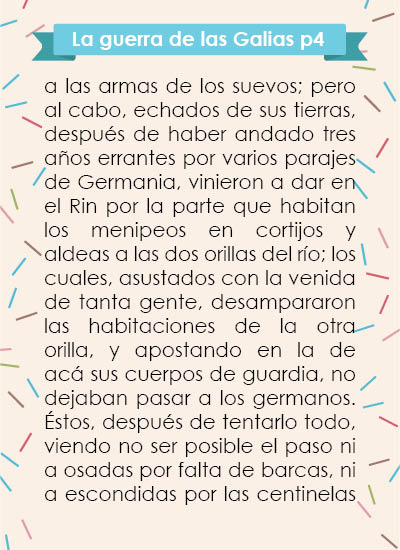 La guerra de las Galias p4
a las armas de los suevos; pero
al cabo, echados de sus tierras,
después de haber andado tres
años errantes por varios parajes
de Germania, vinieron a dar en
el Rin por la parte que habitan
los menipeos en cortijos y
aldeas a las dos orillas del río; los
cuales, asustados con la venida
de tanta gente, desampararon
las habitaciones de la otra
orilla, y apostando en la de
acá sus cuerpos de guardia, no
dejaban pasar a los germanos.
Éstos, después de tentarlo todo,
viendo no ser posible el paso ni
a osadas por falta de barcas, ni
a escondidas por las centinelas